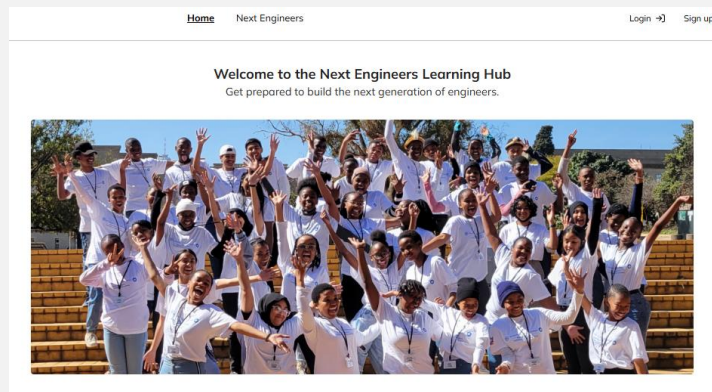 Home Next Engineers Login Sign up
Welcome to the Next Engineers Learning Hub
Get prepared to build the next generation of engineers.